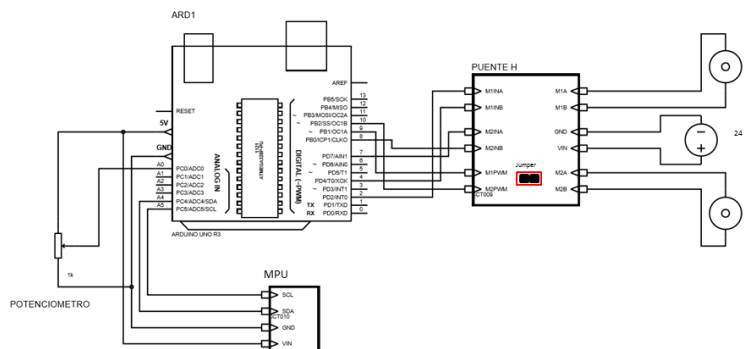 ARD1
AREF
13
PB5/SCK
12
PB4/MISO
11
RESET
~
PB3/MOSI/OC2A
10
5V
~
PB2/SS/OC1B
9
~
PB1/OC1A
8
PB0/ICP1/CLKO
GND
7
A0
PC0/ADC0
PD7/AIN1
6
A1
PC1/ADC1
~
PD6/AIN0
5
A2
PC2/ADC2
~
PD5/T1
4
A3
PC3/ADC3
PD4/T0/XCK
3
A4
PC4/ADC4/SDA
~
PD3/INT1
2
A5
PC5/ADC5/SCL
PD2/INT0
1
TX
PD1/TXD
0
RX
PD0/RXD
ANALOG IN
DIGITAL (~PWM)
ARDUINO UNO R3
PUENTE H
M1INA
M1A
M1INB
M1B
M2INA
GND
M2INB
VIN
Jumper
M1PWM
M2A
M2PWM
M2B
CT009
24
1k
POTENCIOMETRO
MPU
SCL
SDA
CT010
GND
VIN